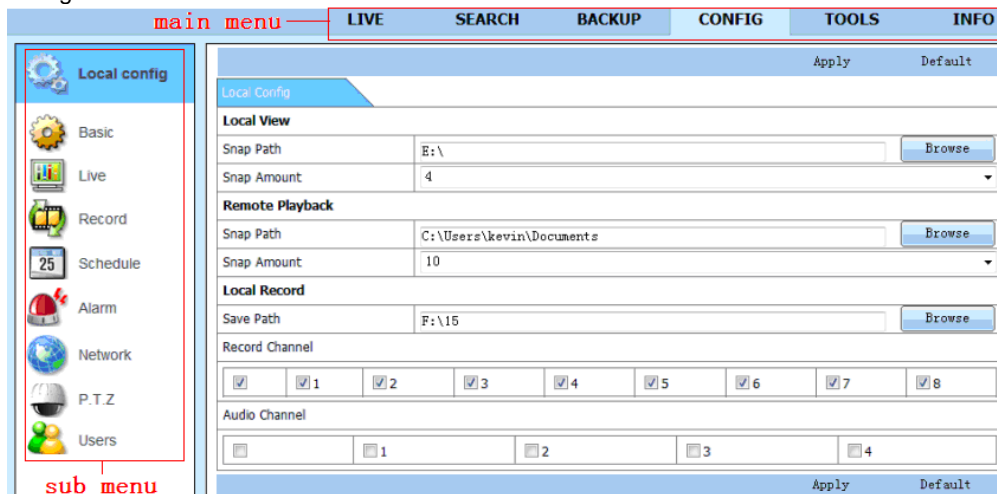 main menu LIVE SEARCH BACKUP CONFIG TOOLS INFO
Local config
Basic
Live
Record
Schedule
25
Alarm
Network
P.T.Z
Users
sub menu
Apply Default
Local Config
Local View
Snap Path E:\ Browse
Snap Amount 4
Remote Playback
Snap Path C:\Users\kevin\Documents Browse
Snap Amount 10
Local Record
Save Path F:\15 Browse
Record Channel
1 2 3 4 5 6 7 8
Audio Channel
1 2 3 4
Apply Default